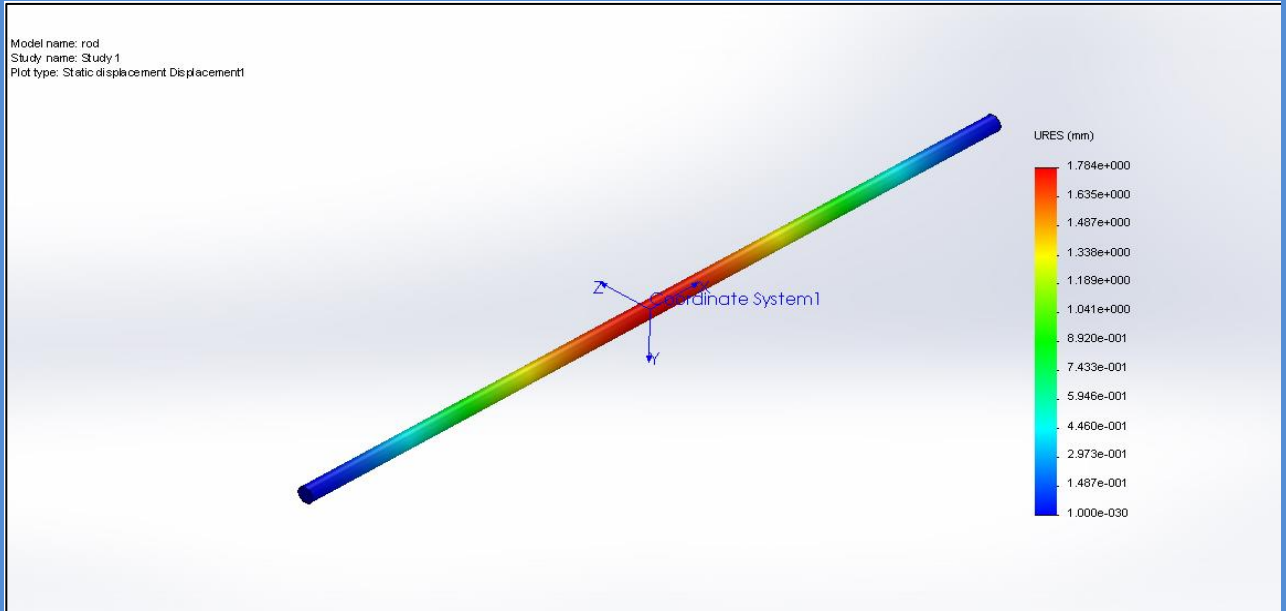 Model name: rod
Study name: Study 1
Plot type: Static displacement Displacement1
URES (mm)
1.784e+000
1.635e+000
1.487e+000
1.338e+000
1.189e+000
1.041e+000
8.920e-001
7.433e-001
5.946e-001
4.460e-001
2.973e-001
1.487e-001
1.000e-030
Z
X
Coordinate System1
Y